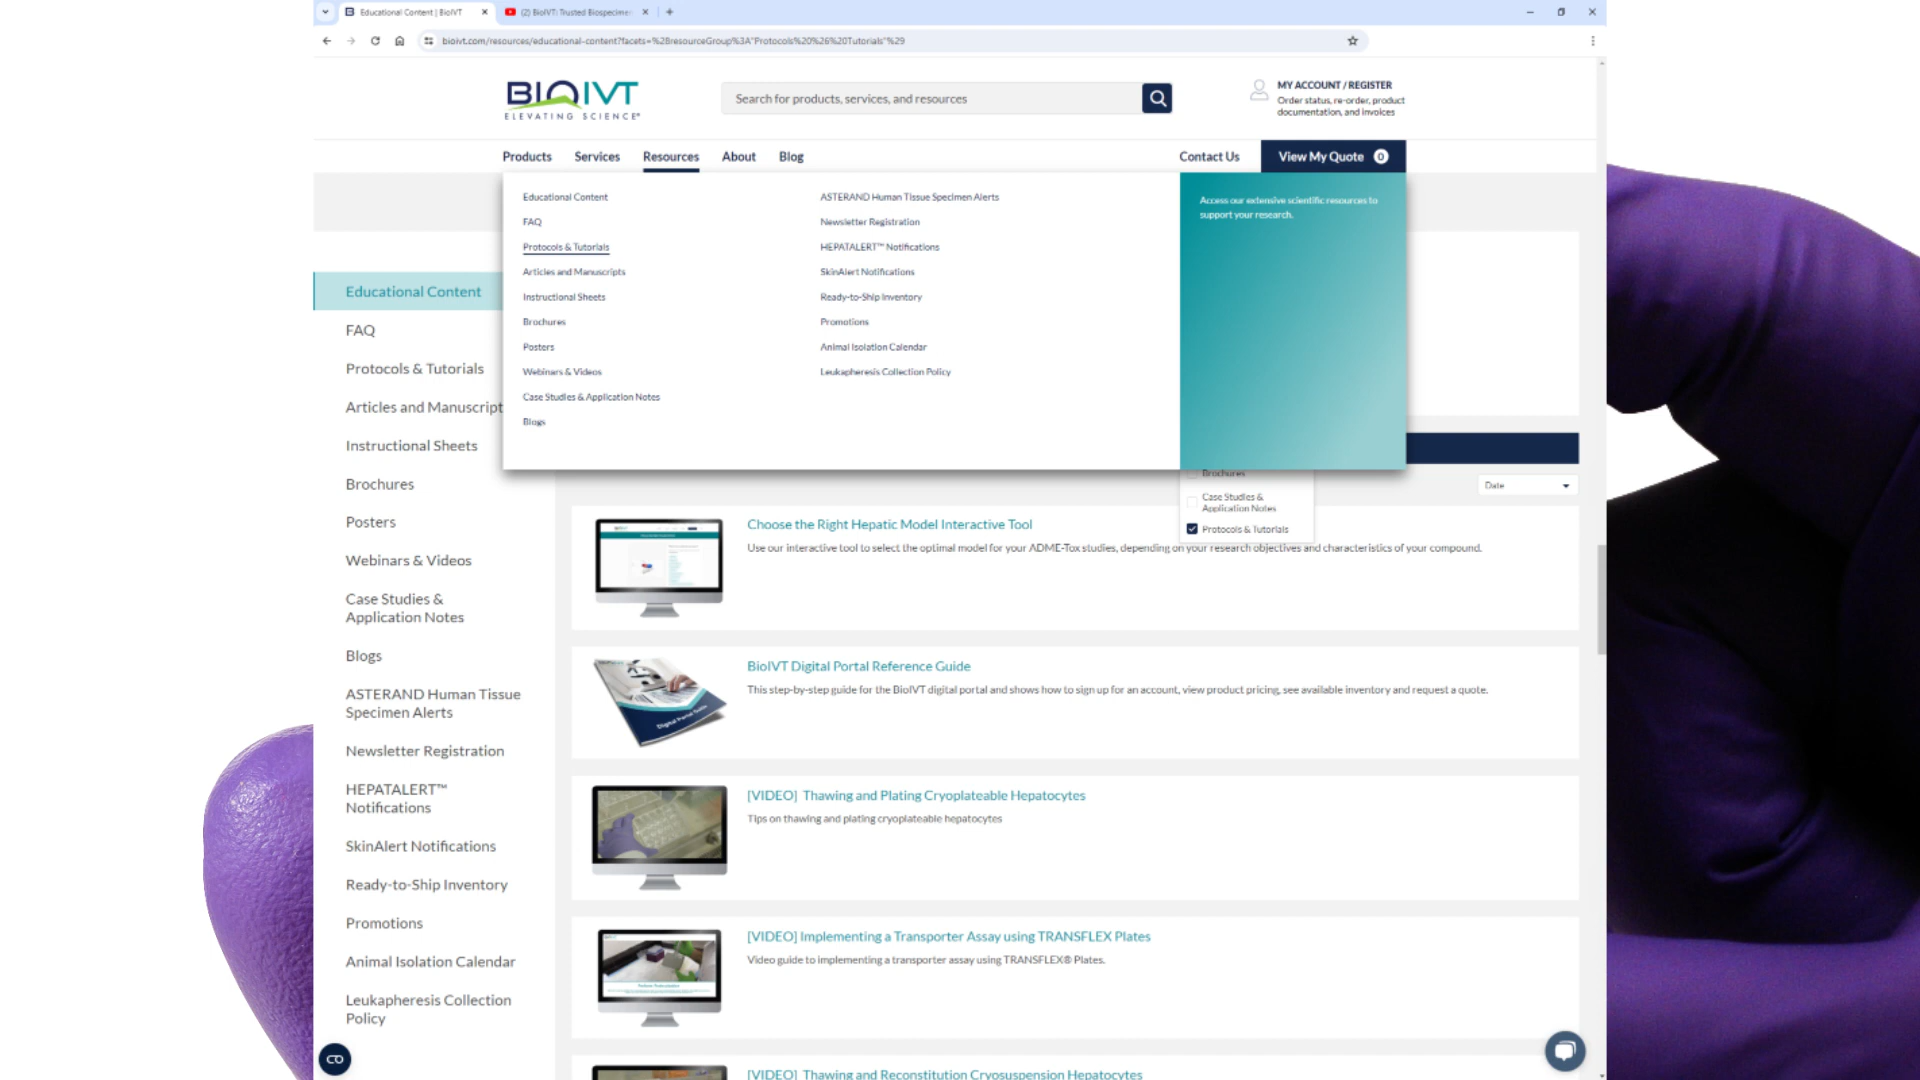 Educational Content | BioIVT
(2) BioIVT: Trusted Biospecimen
bioivt.com/resources/educational-content?facets=%2BresourceGroup%3A"Protocols%20%26%20Tutorials"%29
BIOIVT
ELEVATING SCIENCE®
Search for products, services, and resources
MY ACCOUNT / REGISTER
Order status, re-order, product
documentation, and invoices
Products
Services
Resources
About
Blog
Contact Us
View My Quote 0
Educational Content
FAQ
Protocols & Tutorials
Articles and Manuscripts
Instructional Sheets
Brochures
Posters
Webinars & Videos
Case Studies & Application Notes
Blogs
ASTERAND Human Tissue Specimen Alerts
Newsletter Registration
HEPATALERT™ Notifications
SkinAlert Notifications
Ready-to-Ship Inventory
Promotions
Animal Isolation Calendar
Leukapheresis Collection Policy
Access our extensive scientific resources to
support your research.
Educational Content
FAQ
Protocols & Tutorials
Articles and Manuscript
Instructional Sheets
Brochures
Posters
Webinars & Videos
Case Studies &
Application Notes
Blogs
ASTERAND Human Tissue
Specimen Alerts
Newsletter Registration
HEPATALERT™
Notifications
SkinAlert Notifications
Ready-to-Ship Inventory
Promotions
Animal Isolation Calendar
Leukapheresis Collection
Policy
Brochures
Case Studies &
Application Notes
Protocols & Tutorials
Date
Choose the Right Hepatic Model Interactive Tool
Use our interactive tool to select the optimal model for your ADME-Tox studies, depending on your research objectives and characteristics of your compound.
BioIVT Digital Portal Reference Guide
This step-by-step guide for the BioIVT digital portal and shows how to sign up for an account, view product pricing, see available inventory and request a quote.
Digital Portal Guide
[VIDEO] Thawing and Plating Cryoplateable Hepatocytes
Tips on thawing and plating cryoplateable hepatocytes
[VIDEO] Implementing a Transporter Assay using TRANSFLEX Plates
Video guide to implementing a transporter assay using TRANSFLEX® Plates.
[VIDEO] Thawing and Reconstitution Cryosuspension Hepatocytes